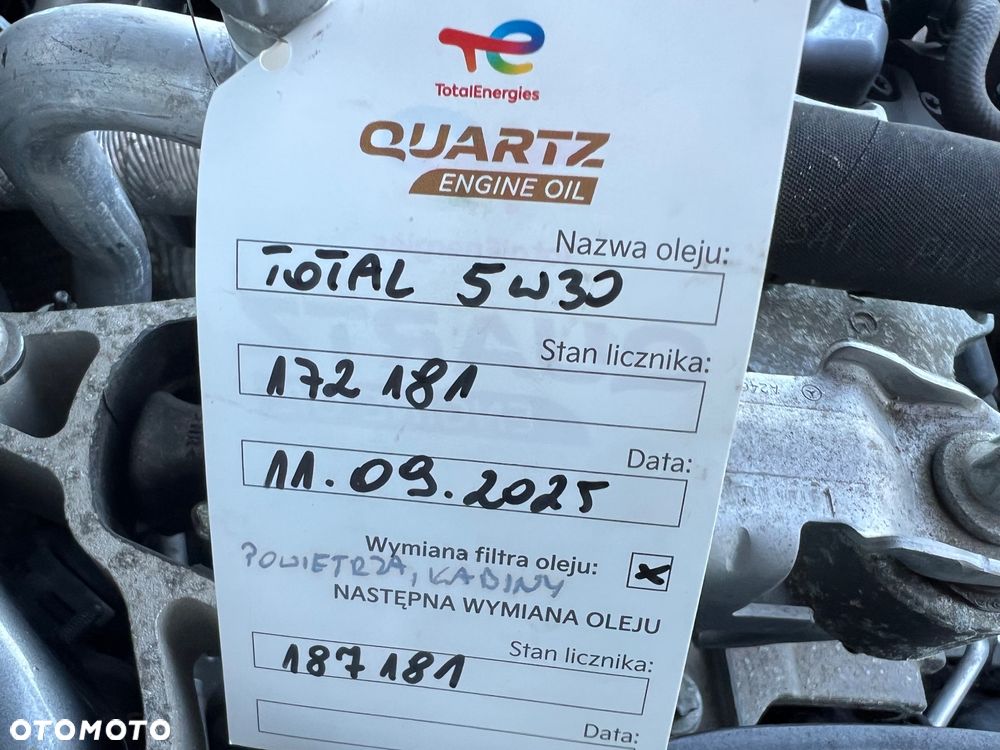 TotalEnergies
QUARTZ
ENGINE OIL
Nazwa oleju:
TOTAL 5W30
Stan licznika:
172 181
Data:
11.09.2025
Wymiana filtra oleju: x
POWIETRZA, KABINY
NASTĘPNA WYMIANA OLEJU
Stan licznika:
187 181
Data:
OTOMOTO